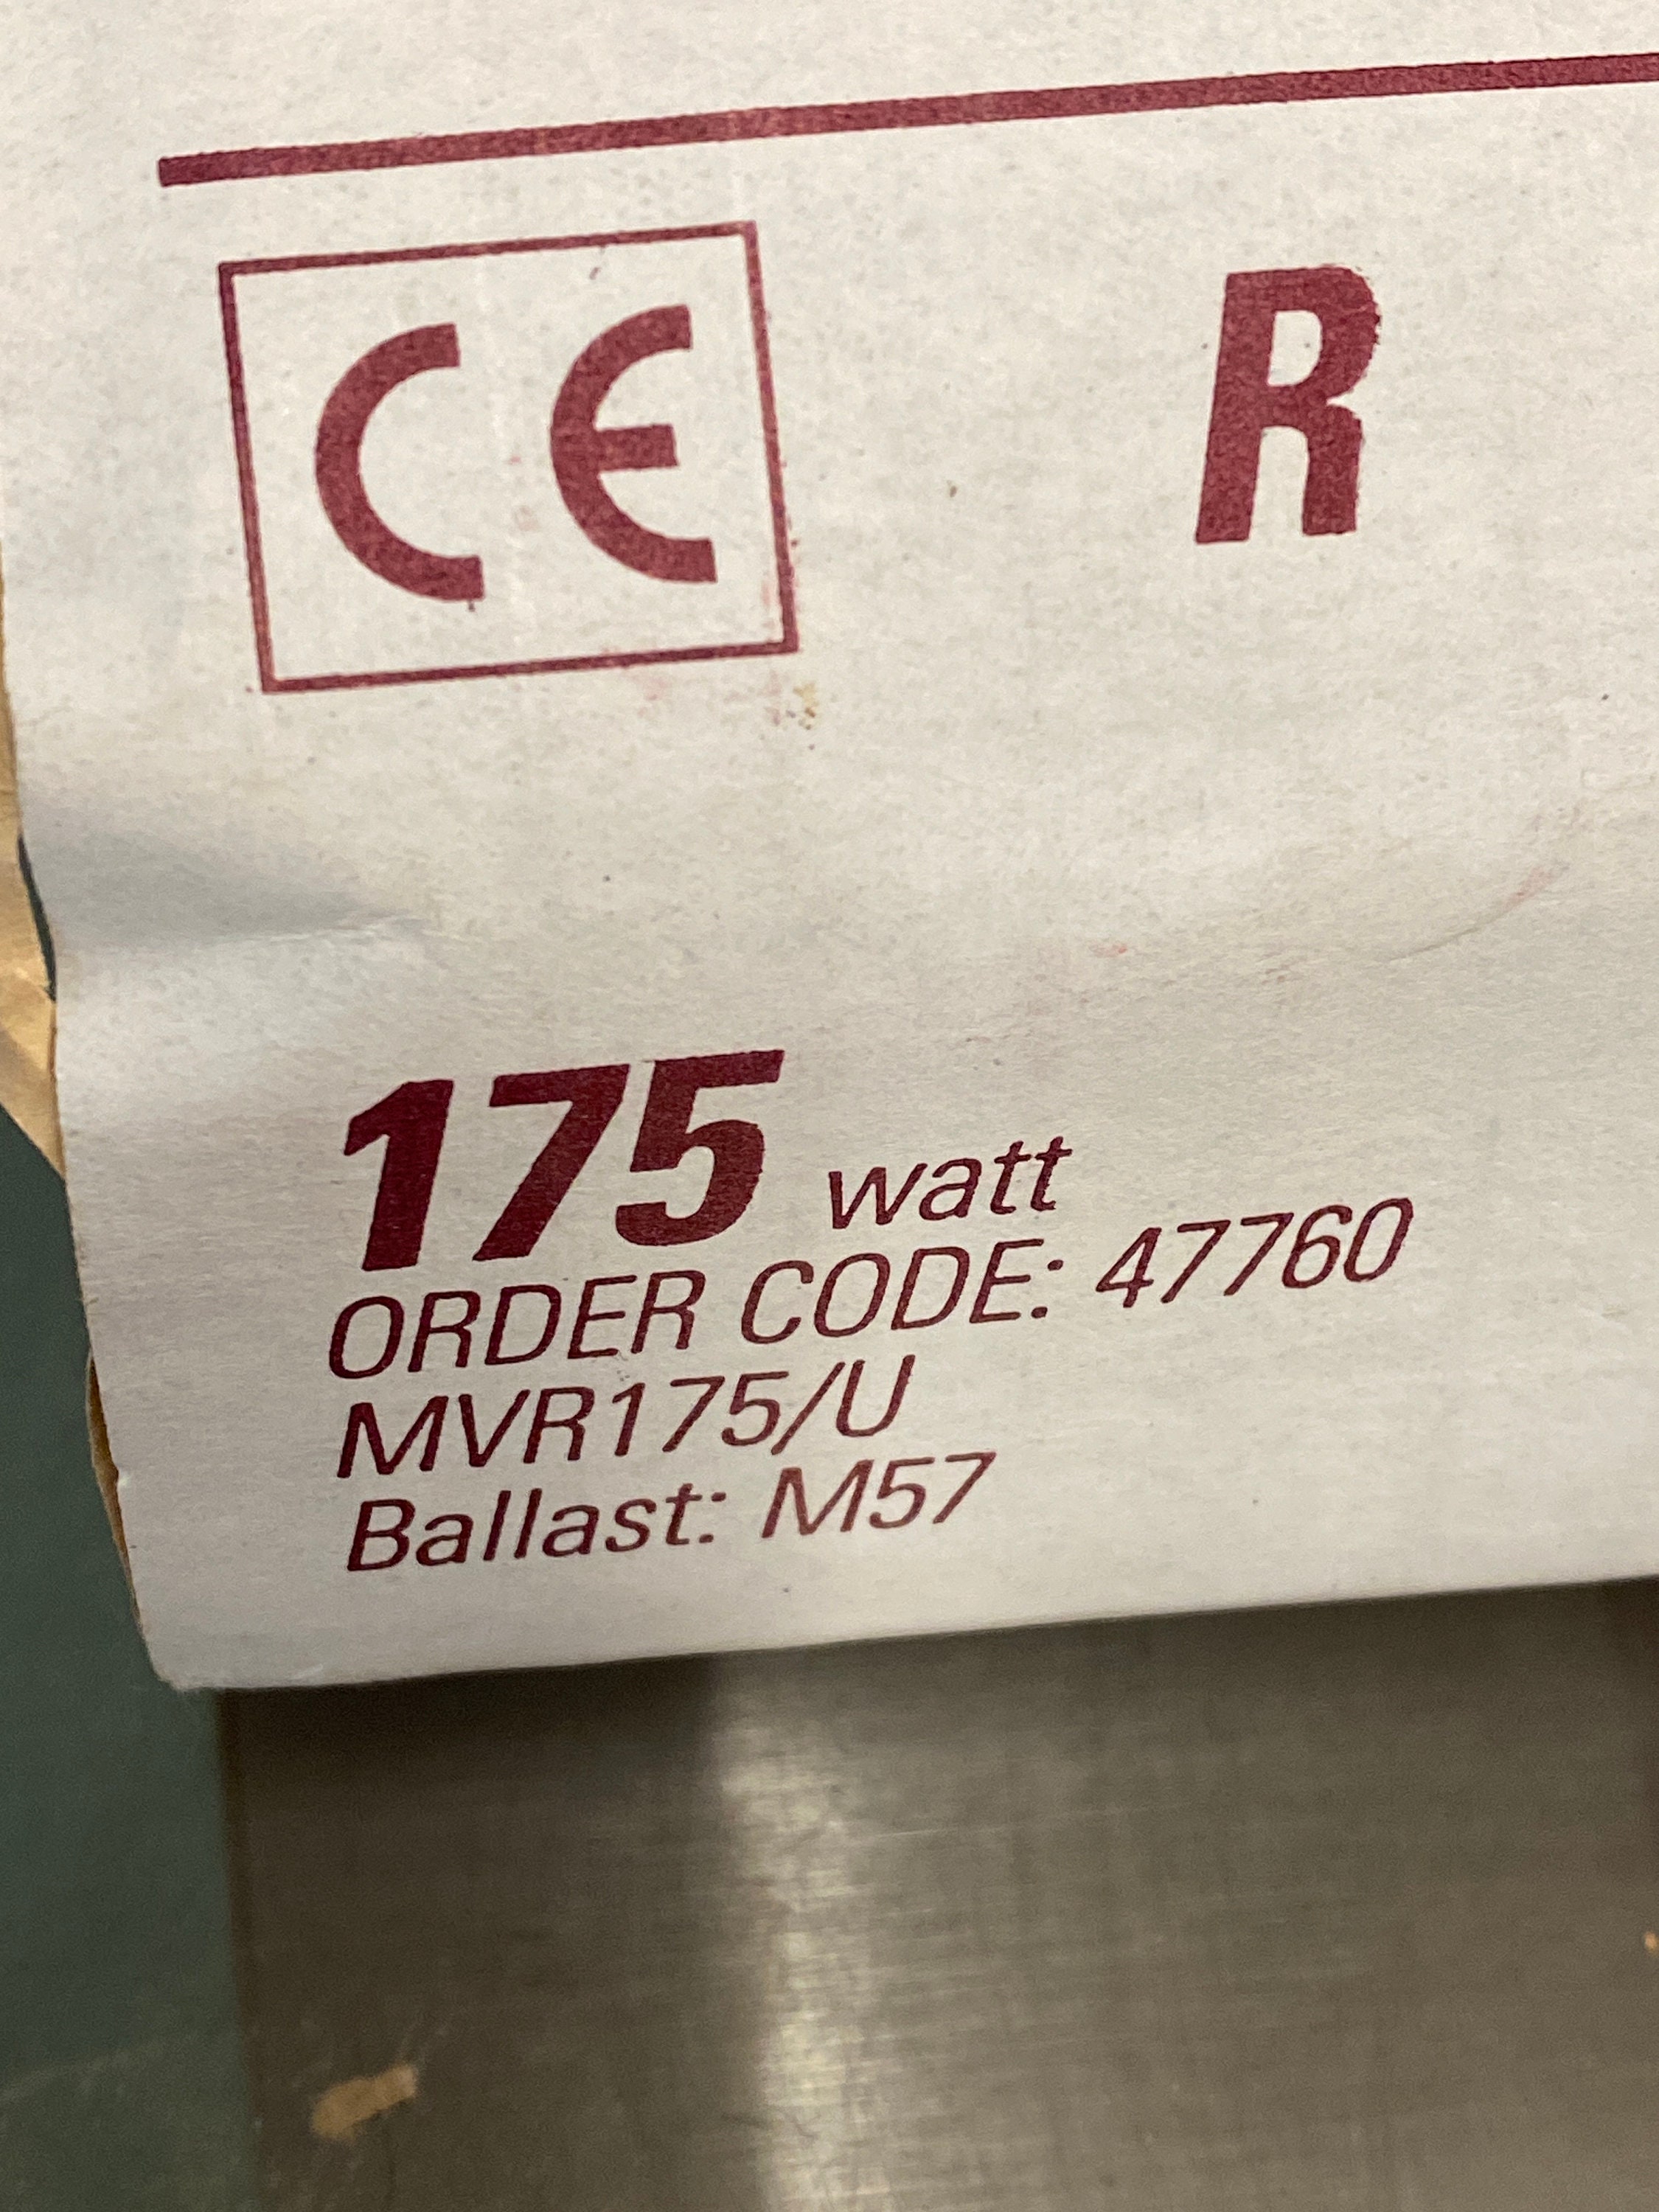 CE
R
175 watt
ORDER CODE: 47760
MVR175/U
Ballast: M57